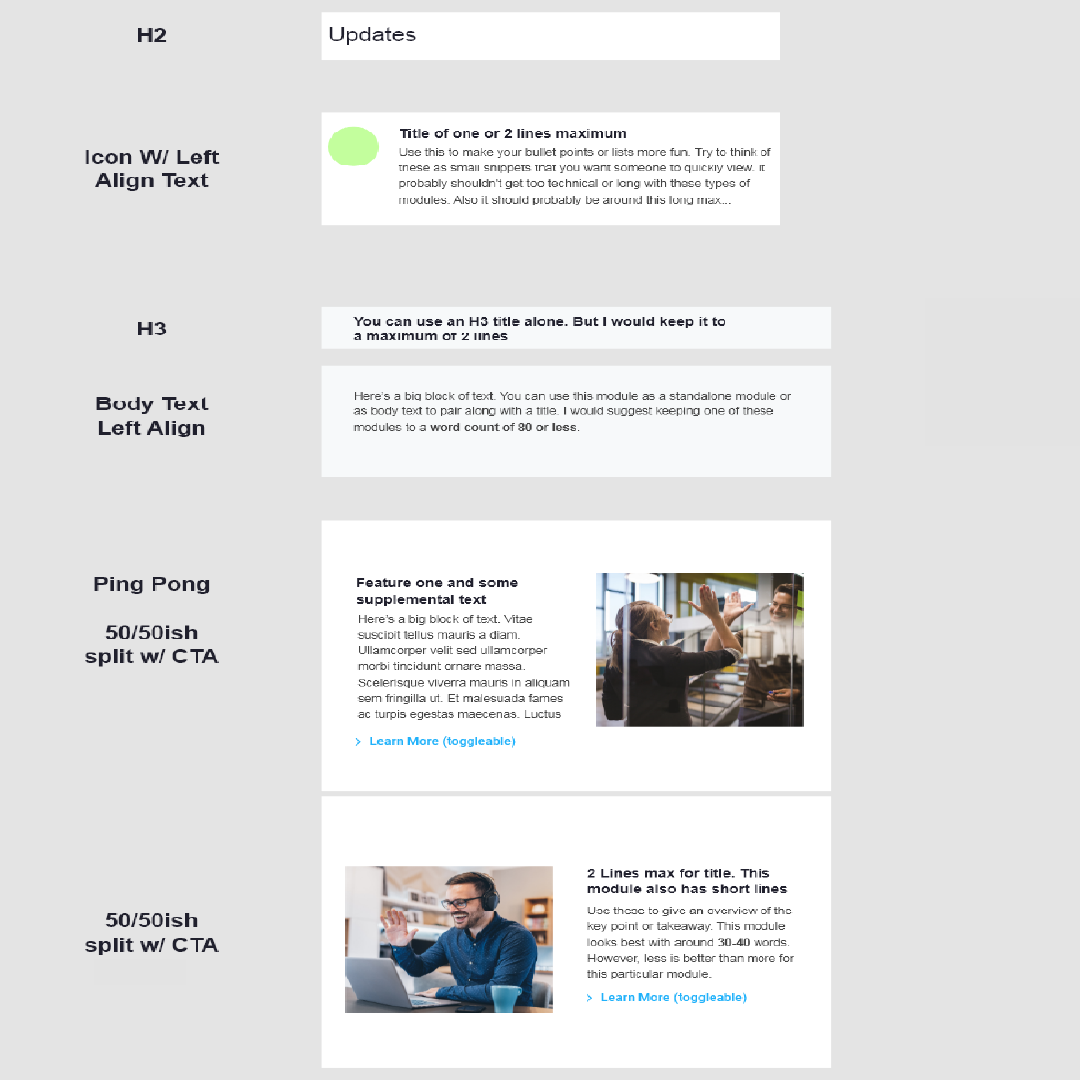 H2
Updates
Icon W/ Left
Align Text
Title of one or 2 lines maximum
Use this to make your bullet points or lists more fun. Try to think of
these as small snippets that you want someone to quickly view. It
probably shouldn't get too technical or long with these types of
modules. Also it should probably be around this long max...
H3
You can use an H3 title alone. But I would keep it to
a maximum of 2 lines
Body Text
Left Align
Here's a big block of text. You can use this module as a standalone module or
as body text to pair along with a title. I would suggest keeping one of these
modules to a word count of 80 or less.
Ping Pong
50/50ish
split w/ CTA
Feature one and some
supplemental text
Here's a big block of text. Vitae
suscipit tellus mauris a diam.
Ullamcorper velit sed ullamcorper
morbi tincidunt ornare massa.
Scelerisque viverra mauris in aliquam
sem fringilla ut. Et malesuada fames
ac turpis egestas maecenas. Luctus
> Learn More (toggleable)
50/50ish
split w/ CTA
2 Lines max for title. This
module also has short lines
Use these to give an overview of the
key point or takeaway. This module
looks best with around 30-40 words.
However, less is better than more for
this particular module.
> Learn More (toggleable)